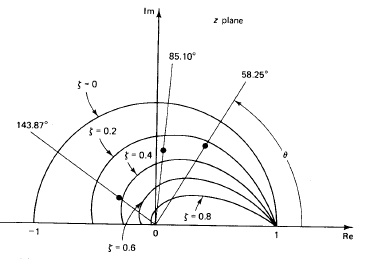 Im
z plane
85.10°
58.25°
ζ = 0
143.87°
ζ = 0.2
ζ = 0.4
θ
ζ = 0.8
-1
0
1
Re
ζ = 0.6